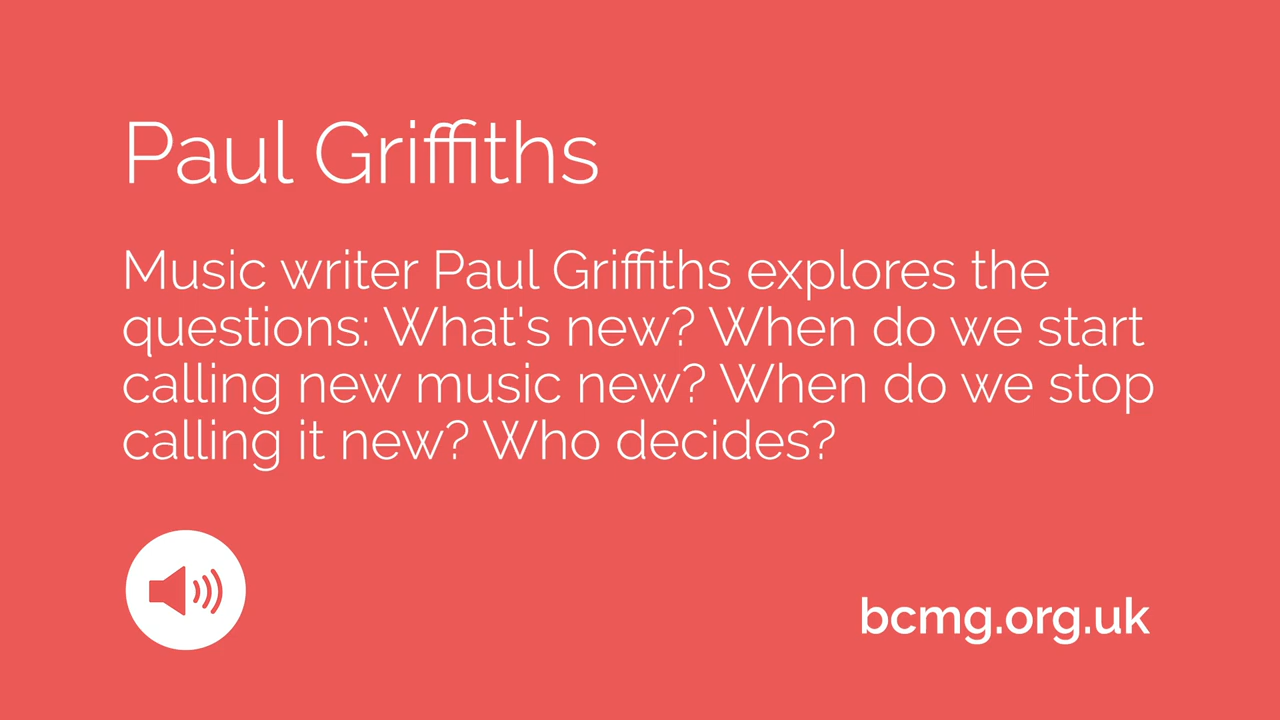 Paul Griffiths
Music writer Paul Griffiths explores the
questions: What's new? When do we start
calling new music new? When do we stop
calling it new? Who decides?
bcmg.org.uk